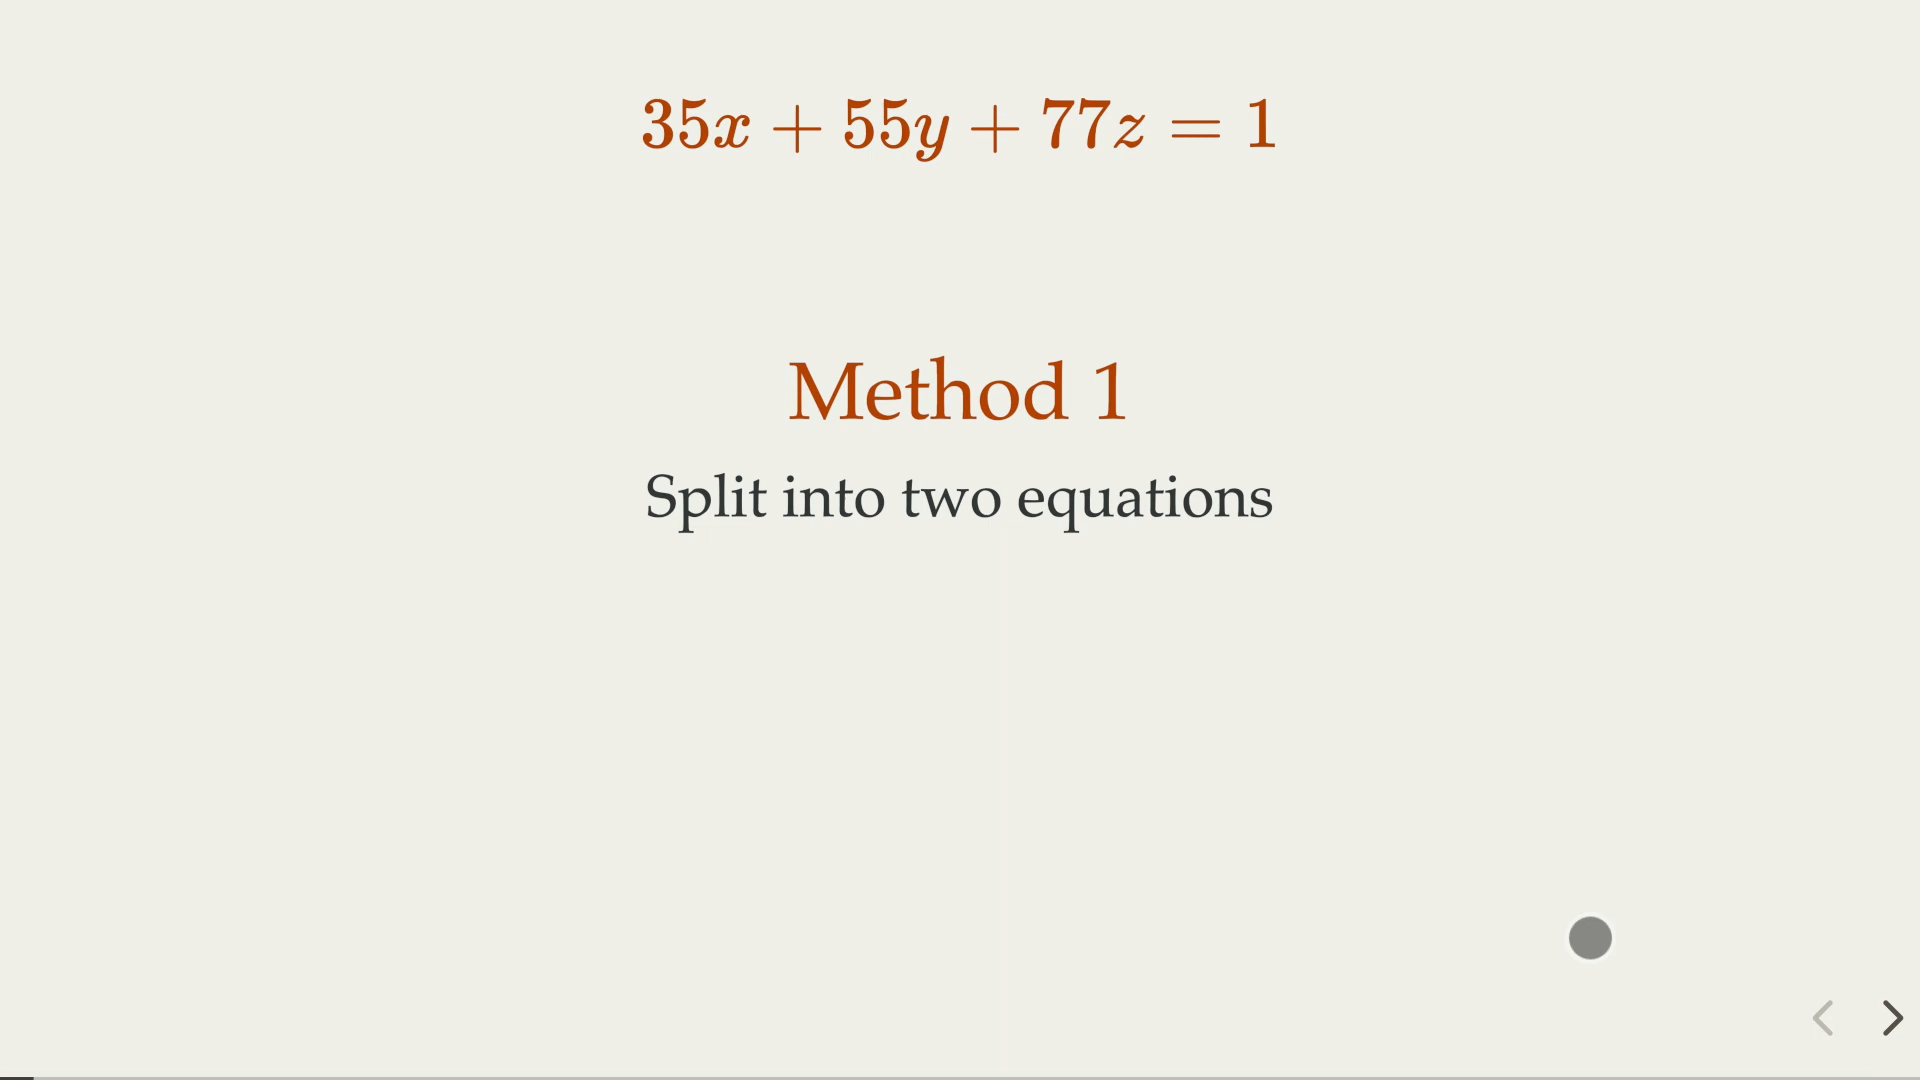 35x + 55y + 77z = 1
Method 1
Split into two equations